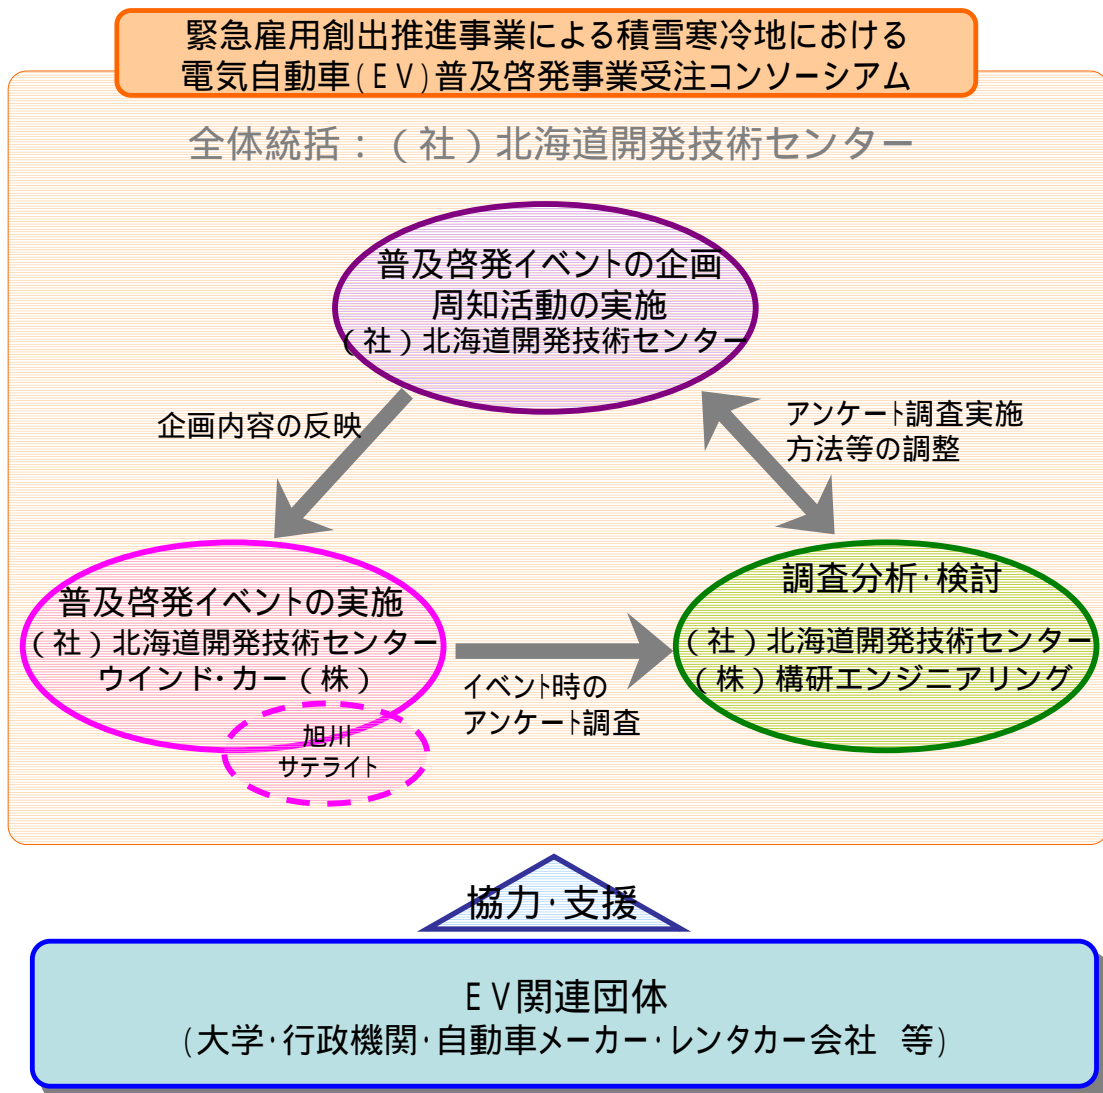 緊急雇用創出推進事業による積雪寒冷地における
電気自動車(EV)普及啓発事業受注コンソーシアム
全体統括：（社）北海道開発技術センター
普及啓発イベントの企画
周知活動の実施
（社）北海道開発技術センター
企画内容の反映
アンケート調査実施
方法等の調整
普及啓発イベントの実施
（社）北海道開発技術センター
ウインド・カー（株）
旭川
サテライト
イベント時の
アンケート調査
調査分析・検討
（社）北海道開発技術センター
（株）構研エンジニアリング
協力・支援
EV関連団体
(大学・行政機関・自動車メーカー・レンタカー会社　等)